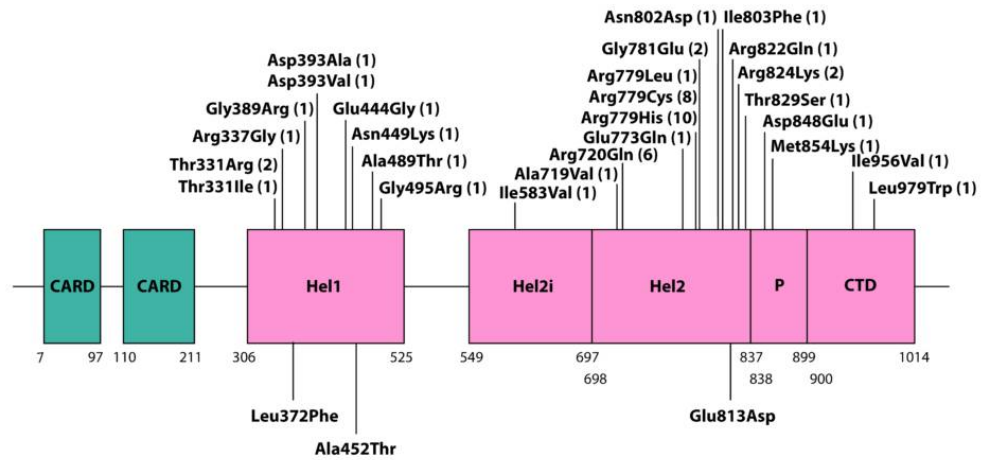 Asn802Asp (1) Ile803Phe (1)
Gly781Glu (2) Arg822Gln (1)
Asp393Ala (1)
Asp393Val (1)
Arg779Leu (1) Arg824Lys (2)
Gly389Arg (1) Glu444Gly (1)
Arg779Cys (8) Thr829Ser (1)
Arg337Gly (1) Asn449Lys (1)
Arg779His (10) Asp848Glu (1)
Glu773Gln (1) Met854Lys (1)
Thr331Arg (2) Ala489Thr (1)
Arg720Gln (6) Ile956Val (1)
Thr331Ile (1) Gly495Arg (1)
Ala719Val (1)
Ile583Val (1) Leu979Trp (1)
CARD CARD Hel1 Hel2i Hel2 P CTD
7 97 110 211 306 525 549 697 837 899 1014
698 838 900
Leu372Phe Glu813Asp
Ala452Thr